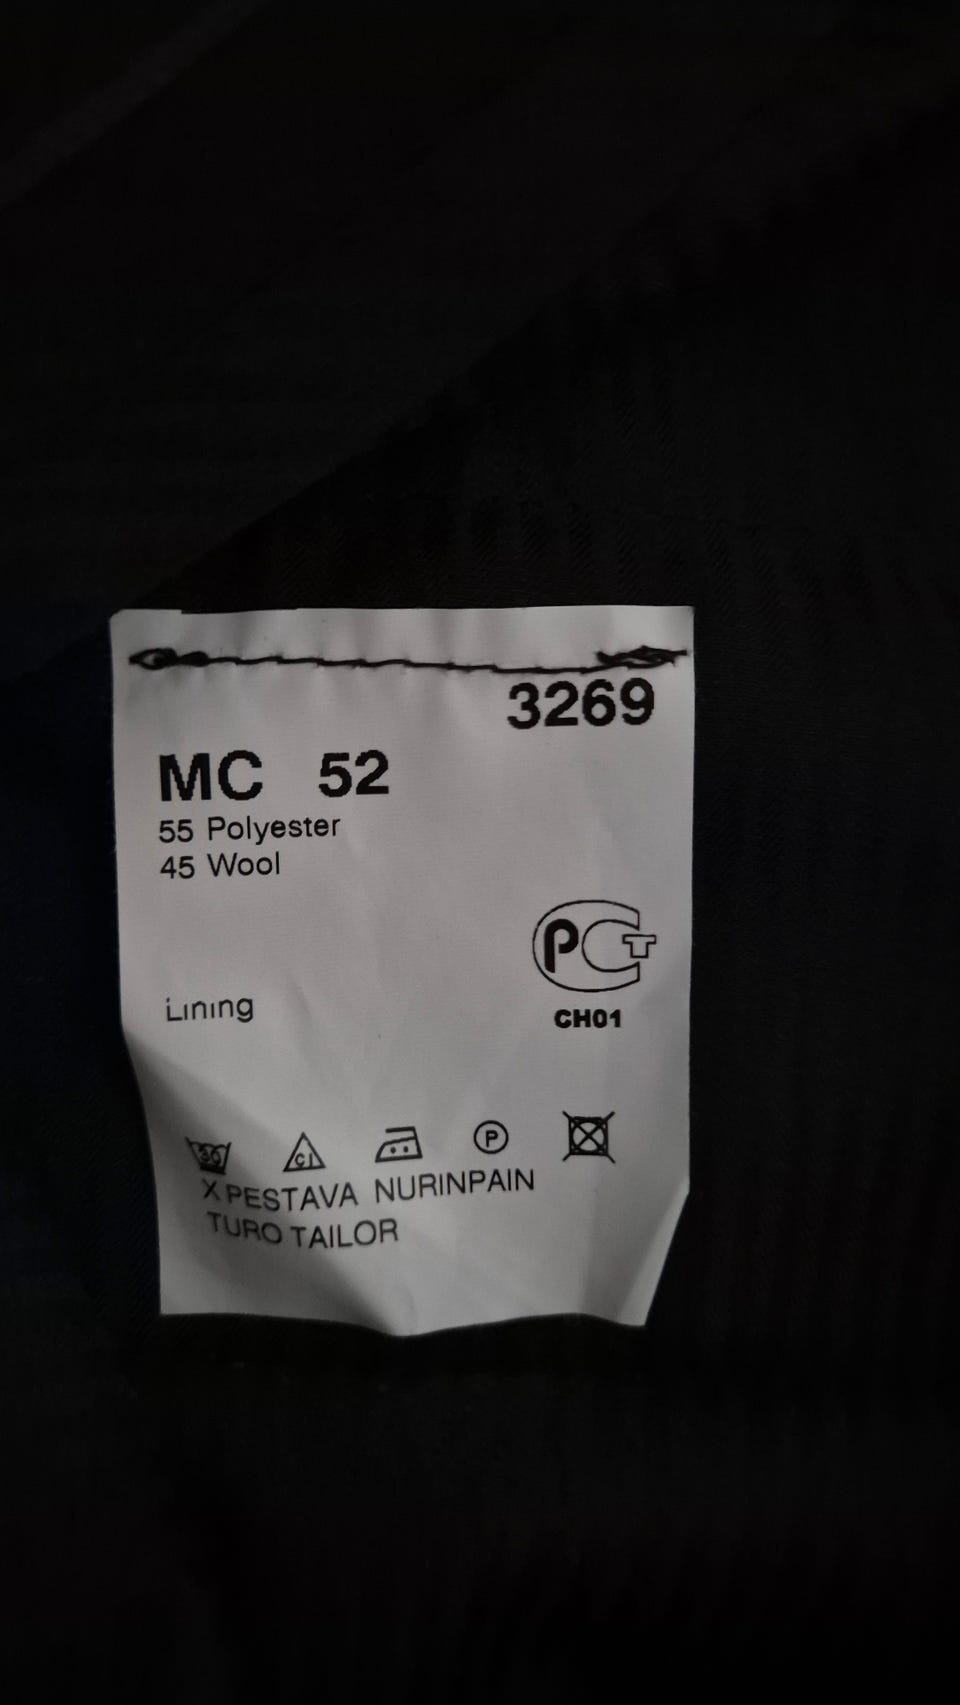 3269
MC 52
55 Polyester
45 Wool
PCT
CH01
Lining
30 Cl P
X PESTAVA NURINPAIN
TURO TAILOR